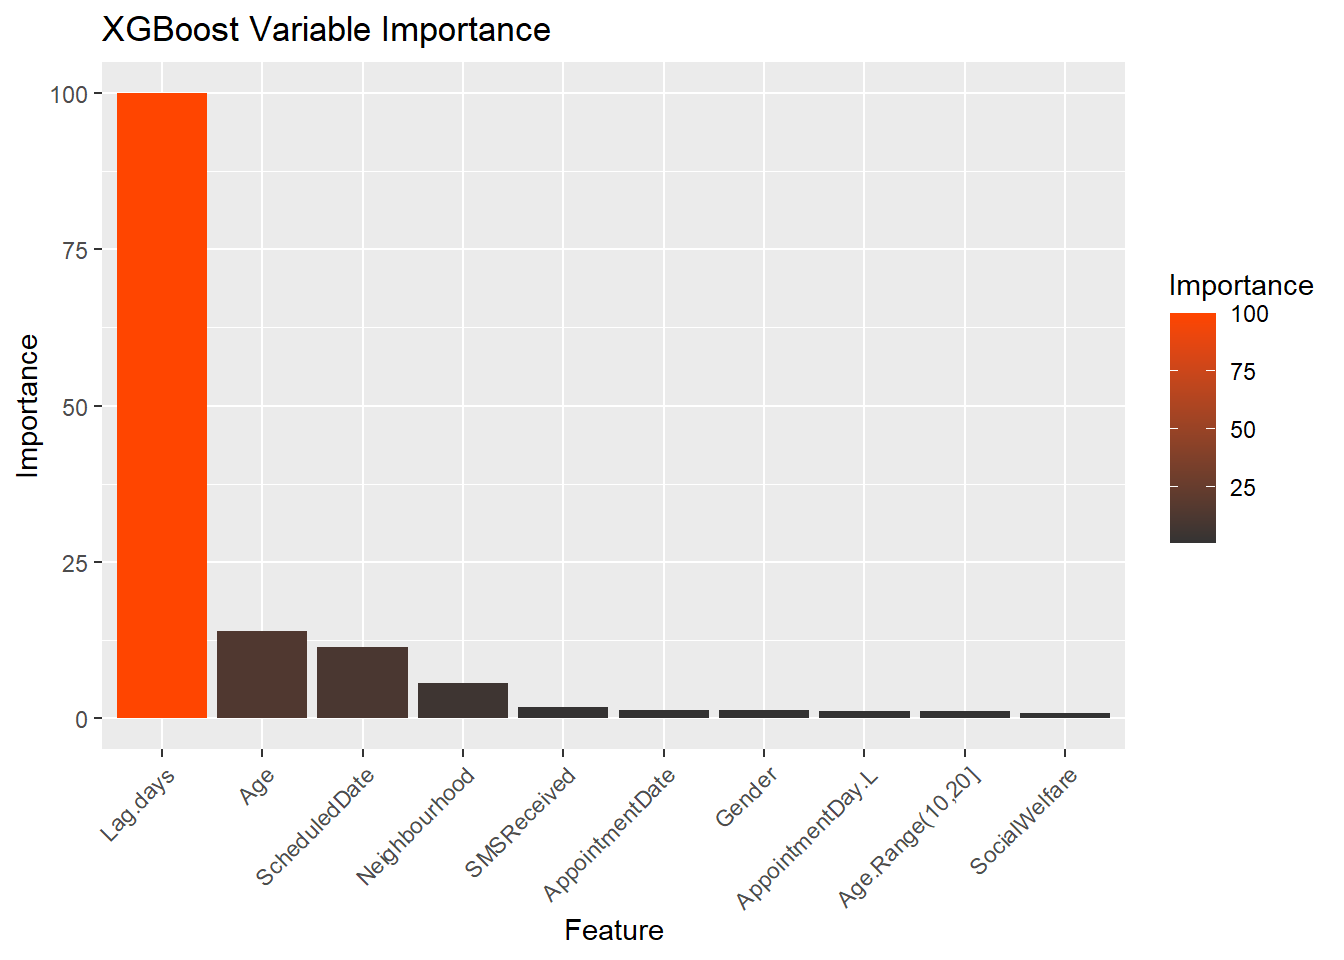 XGBoost Variable Importance
Importance
100
75
50
25
0
Lag.days
Age
ScheduledDate
Neighbourhood
SMSReceived
AppointmentDate
Gender
AppointmentDay.L
Age.Range(10,20]
SocialWelfare
Feature
Importance
100
75
50
25